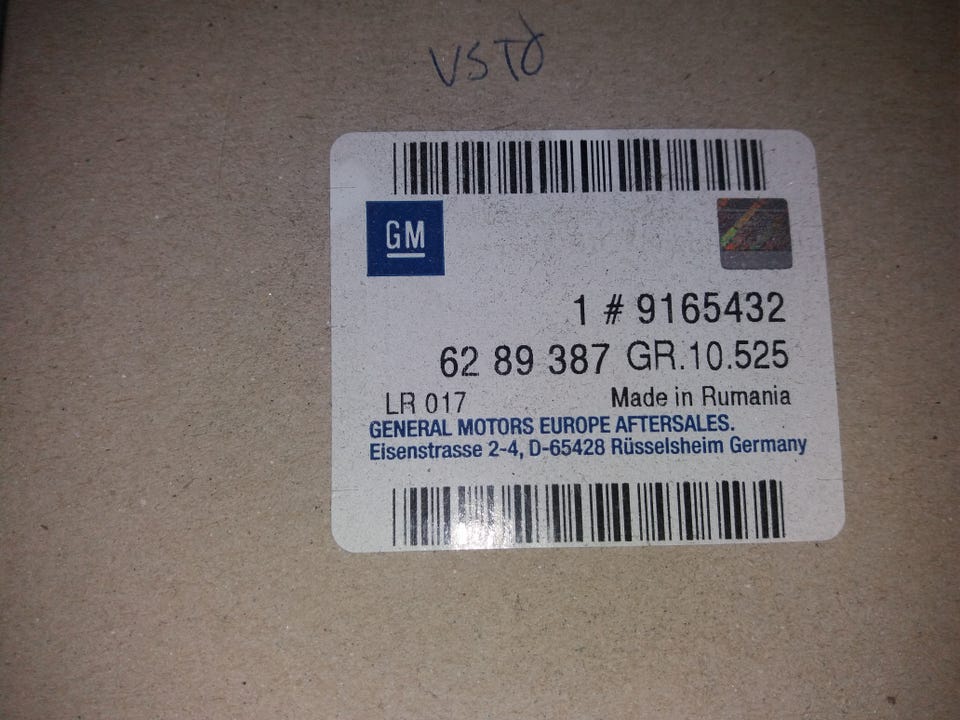 VSTD
GM
1 # 9165432
62 89 387 GR.10.525
LR 017 Made in Rumania
GENERAL MOTORS EUROPE AFTERSALES.
Eisenstrasse 2-4, D-65428 Rüsselsheim Germany